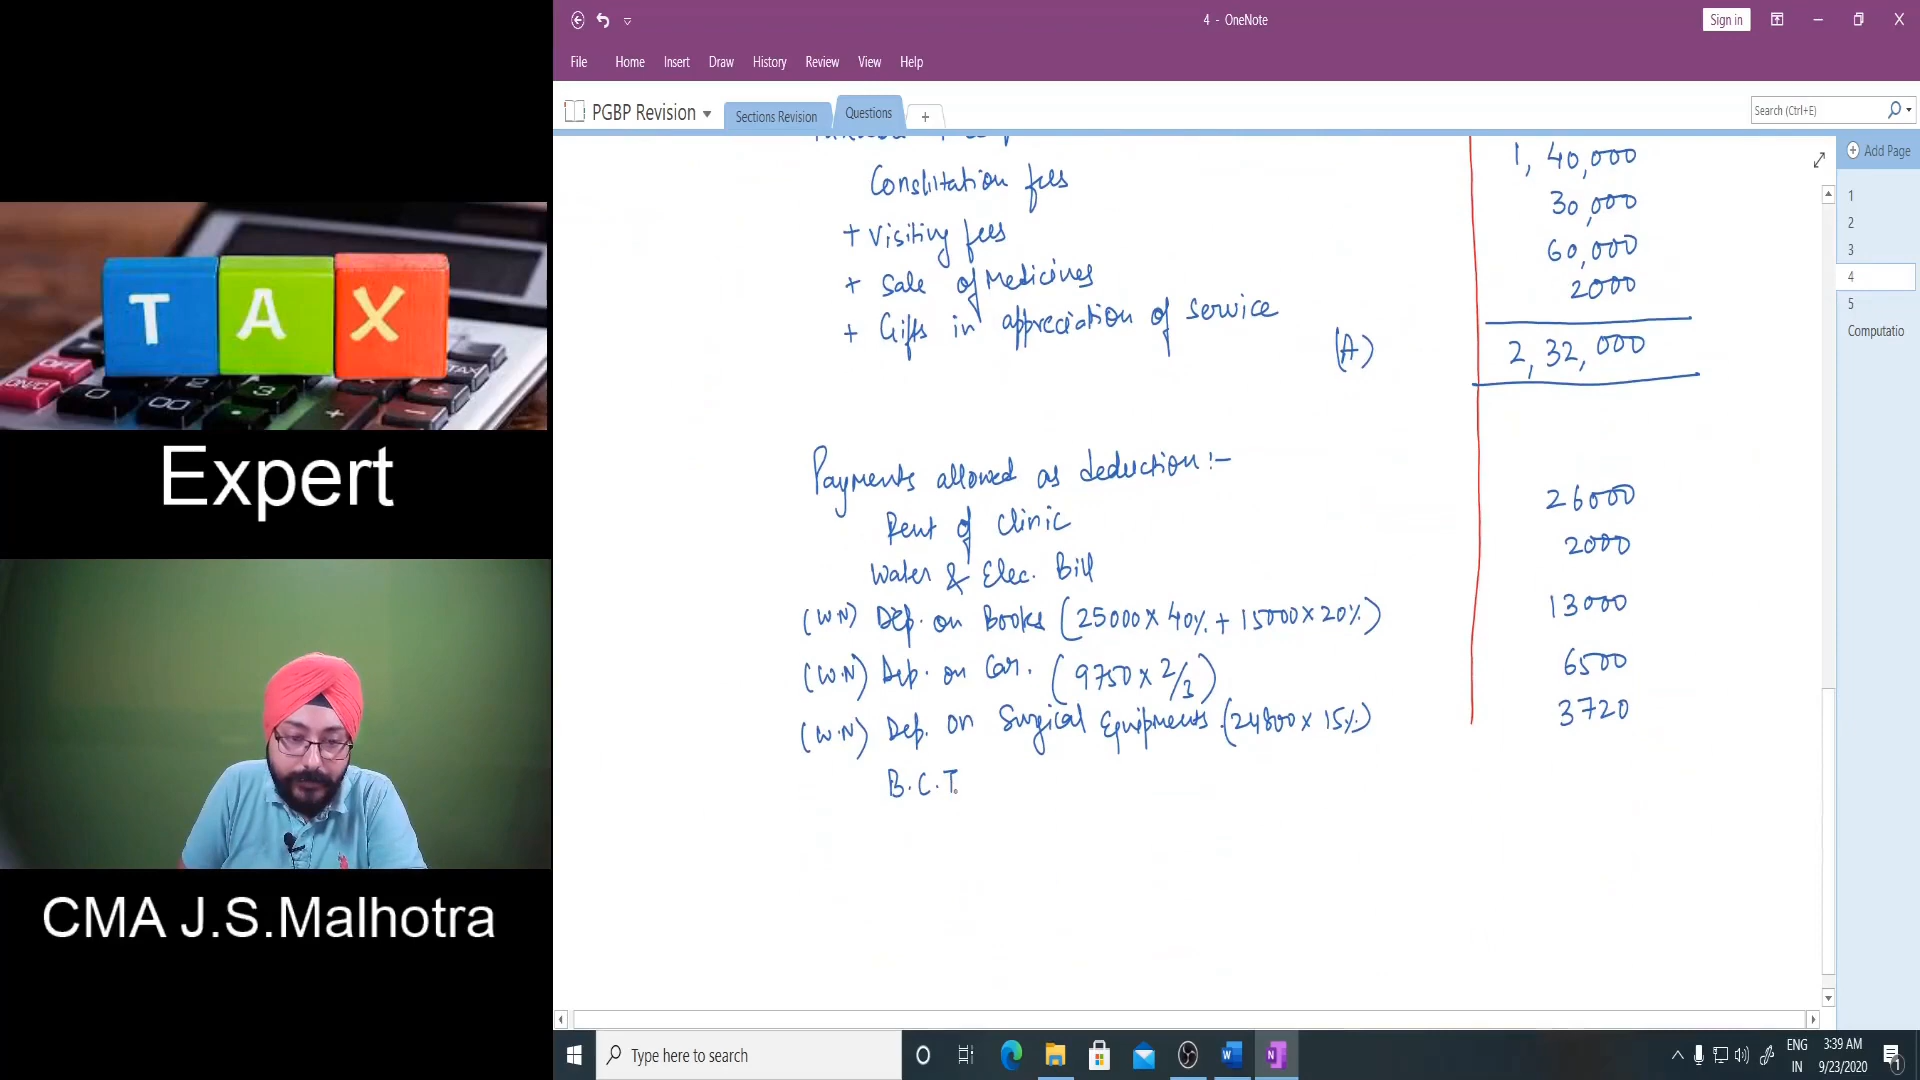 4 - OneNote
Sign in
File Home Insert Draw History Review View Help
PGBP Revision Sections Revision Questions +
Search (Ctrl+E)
Add Page
1
2
3
4
5
Computatio
1, 40,000
Conslitation fees 30,000
+ Visiting fees 60,000
+ Sale of Medicines 2000
+ Gifts in appreciation of service
(A) 2, 32, 000
Payments allowed as deduction :-
Rent of Clinic 26000
Water & Elec. Bill 2000
(W.N) Dep. on Books (25000 × 40% + 15000 × 20%) 13000
(W.N) Dep. on Car. (9750 × 2/3) 6500
(W.N) Dep. on Surgical Equipments. (24800 × 15%) 3720
B.C.T
TAX
ON/C
00
3
Expert
CMA J.S.Malhotra
Type here to search
ENG
IN
3:39 AM
9/23/2020
1